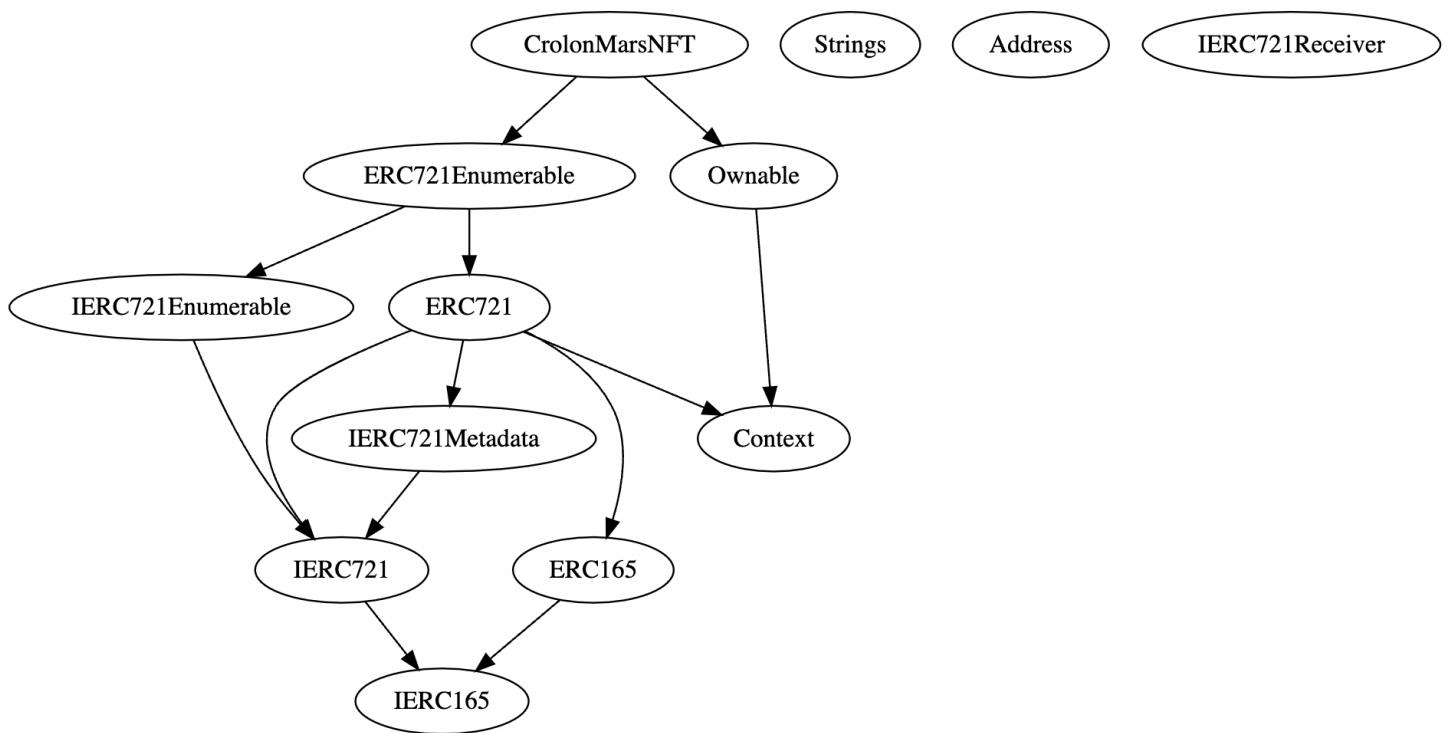 CrolonMarsNFT
Strings
Address
IERC721Receiver
ERC721Enumerable
Ownable
IERC721Enumerable
ERC721
IERC721Metadata
Context
IERC721
ERC165
IERC165